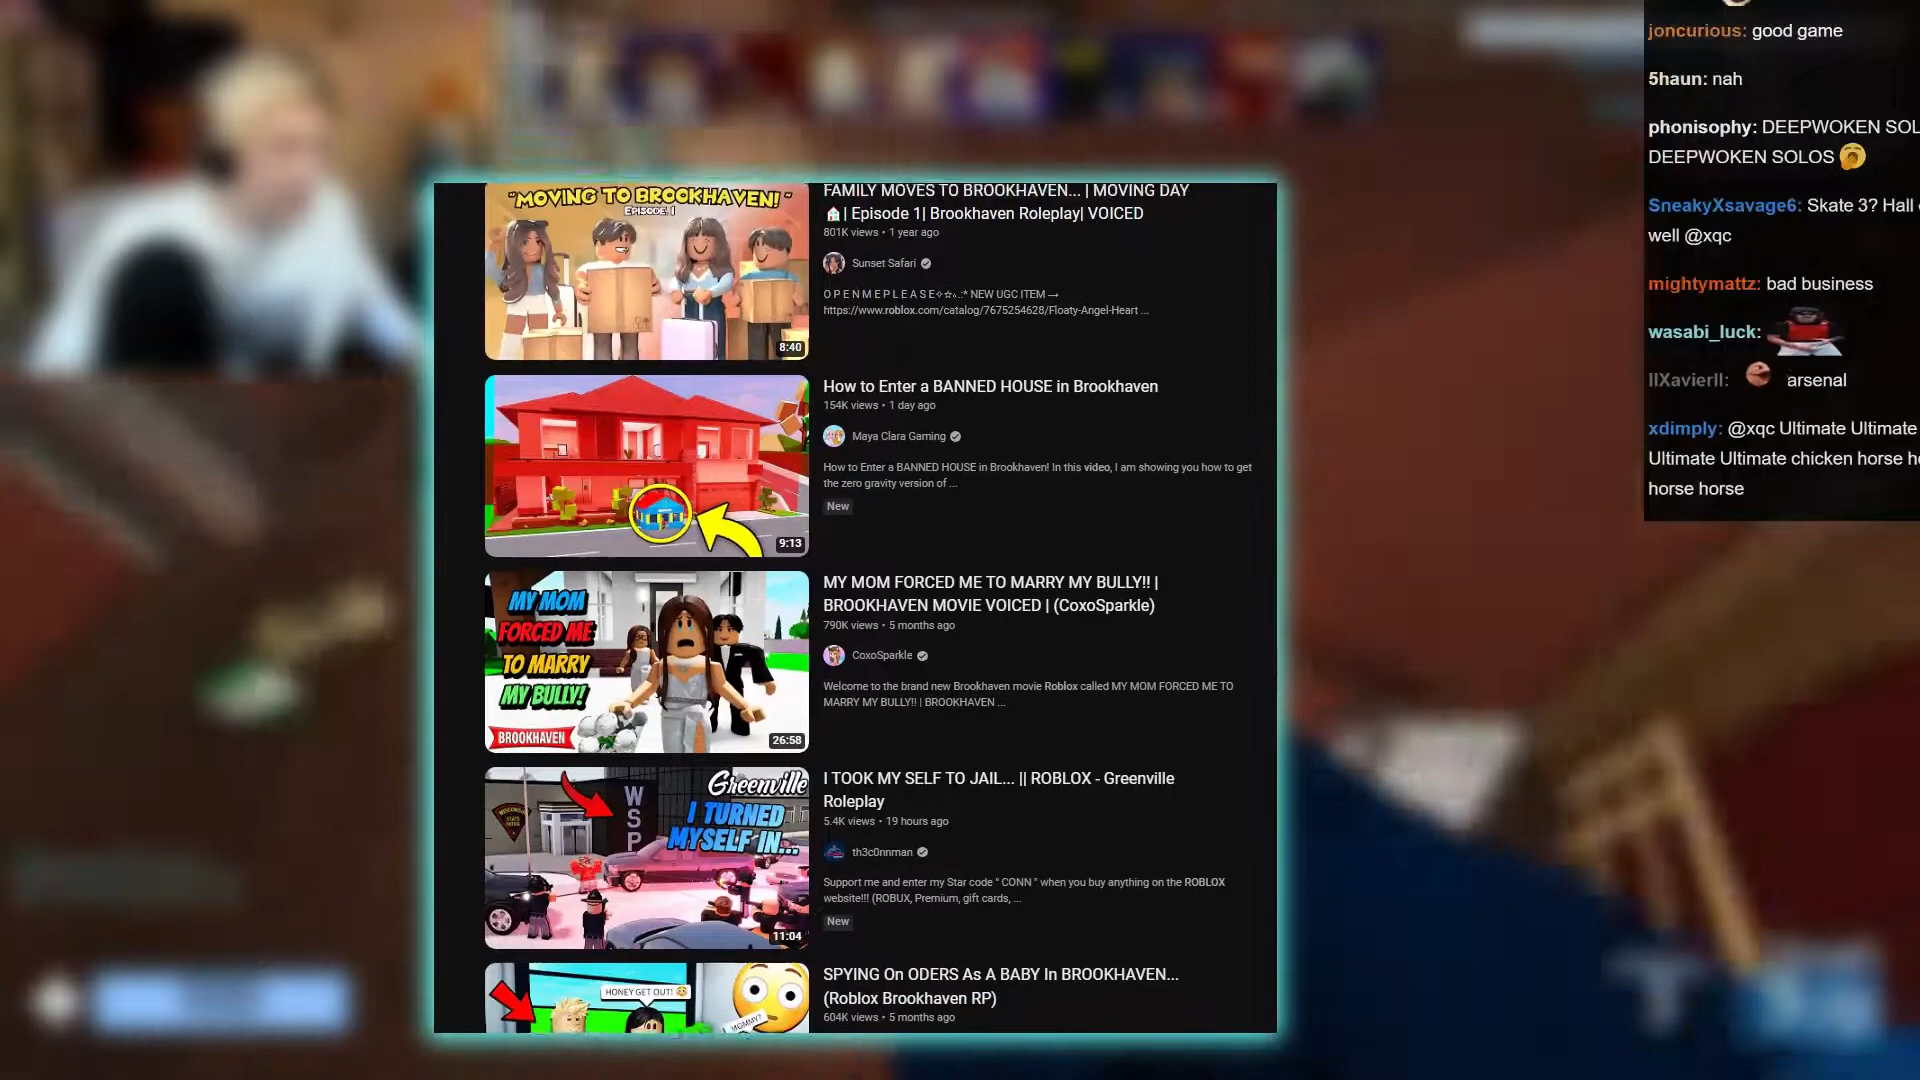 "MOVING TO BROOKHAVEN!"
EPISODE 1
8:40
FAMILY MOVES TO BROOKHAVEN... | MOVING DAY
🏠| Episode 1| Brookhaven Roleplay| VOICED
801K views • 1 year ago
Sunset Safari
O P E N M E P L E A S E✧☆｡.:* NEW UGC ITEM →
https://www.roblox.com/catalog/7675254628/Floaty-Angel-Heart ...
9:13
How to Enter a BANNED HOUSE in Brookhaven
154K views • 1 day ago
Maya Clara Gaming
How to Enter a BANNED HOUSE in Brookhaven! In this video, I am showing you how to get
the zero gravity version of ...
New
MY MOM
FORCED ME
TO MARRY
MY BULLY!
BROOKHAVEN
26:58
MY MOM FORCED ME TO MARRY MY BULLY!! |
BROOKHAVEN MOVIE VOICED | (CoxoSparkle)
790K views • 5 months ago
CoxoSparkle
Welcome to the brand new Brookhaven movie Roblox called MY MOM FORCED ME TO
MARRY MY BULLY!! | BROOKHAVEN ...
Greenville
WSP
I TURNED
MYSELF IN...
11:04
I TOOK MY SELF TO JAIL... || ROBLOX - Greenville
Roleplay
5.4K views • 19 hours ago
th3c0nnman
Support me and enter my Star code " CONN " when you buy anything on the ROBLOX
website!!! (ROBUX, Premium, gift cards, ...
New
HONEY GET OUT!
MOMMY?
SPYING On ODERS As A BABY In BROOKHAVEN...
(Roblox Brookhaven RP)
604K views • 5 months ago
joncurious: good game
5haun: nah
phonisophy: DEEPWOKEN SOL
DEEPWOKEN SOLOS
SneakyXsavage6: Skate 3? Hall
well @xqc
mightymattz: bad business
wasabi_luck:
IIXavierII: arsenal
xdimply: @xqc Ultimate Ultimate
Ultimate Ultimate chicken horse h
horse horse